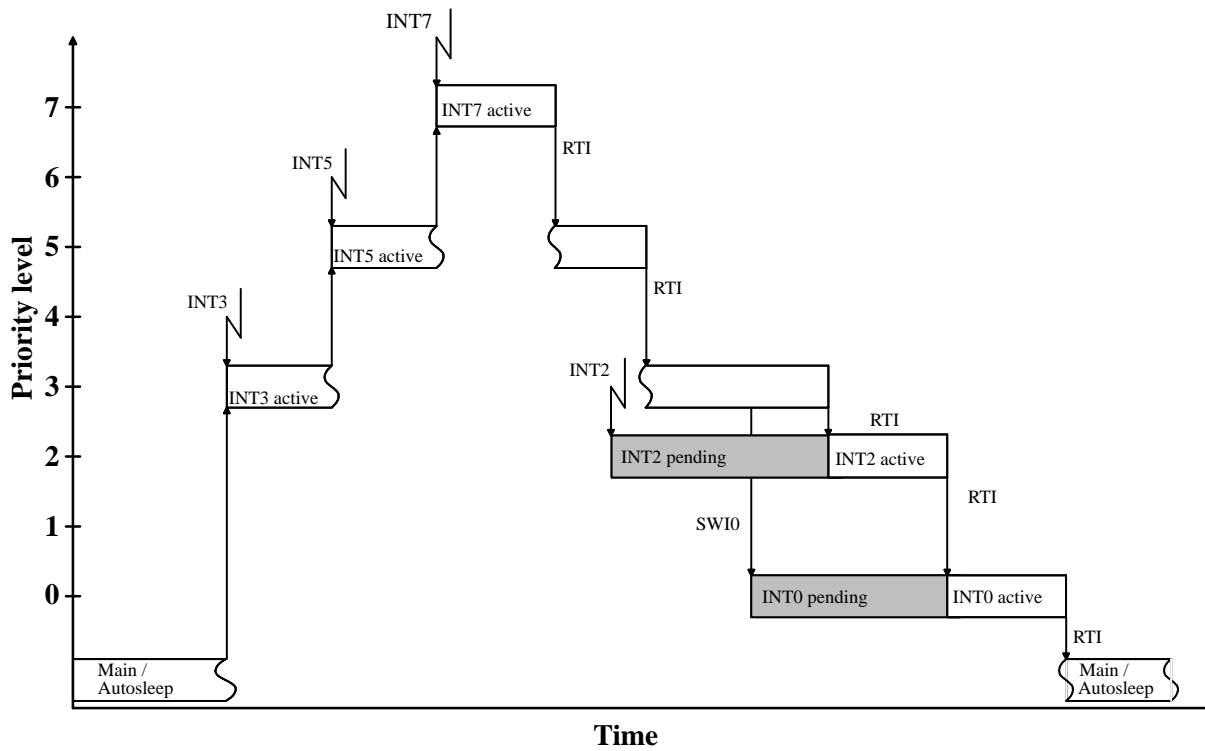 INT7
7
INT7 active
RTI
INT5
6
5
INT5 active
RTI
INT3
4
3
INT3 active
INT2
RTI
2
INT2 pending
INT2 active
RTI
1
SWI0
0
INT0 pending
INT0 active
RTI
Main /
Autosleep
Main /
Autosleep
Priority level
Time